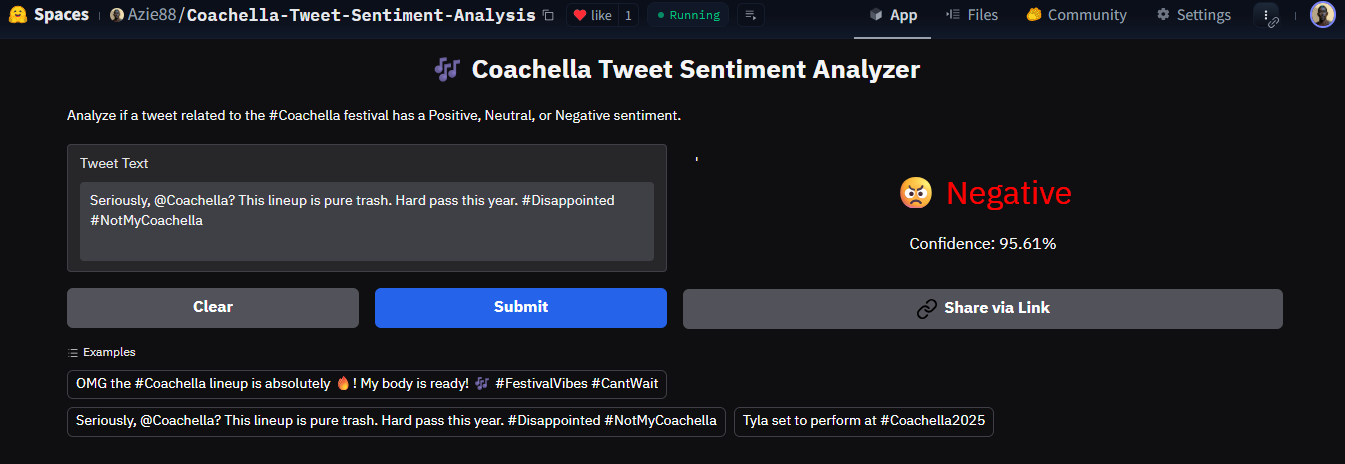 Spaces Azie88/Coachella-Tweet-Sentiment-Analysis like 1 Running App Files Community Settings
🎶 Coachella Tweet Sentiment Analyzer
Analyze if a tweet related to the #Coachella festival has a Positive, Neutral, or Negative sentiment.
Tweet Text
Seriously, @Coachella? This lineup is pure trash. Hard pass this year. #Disappointed
#NotMyCoachella
'
😡 Negative
Confidence: 95.61%
Clear Submit Share via Link
Examples
OMG the #Coachella lineup is absolutely 🔥! My body is ready! 🎶 #FestivalVibes #CantWait
Seriously, @Coachella? This lineup is pure trash. Hard pass this year. #Disappointed #NotMyCoachella Tyla set to perform at #Coachella2025